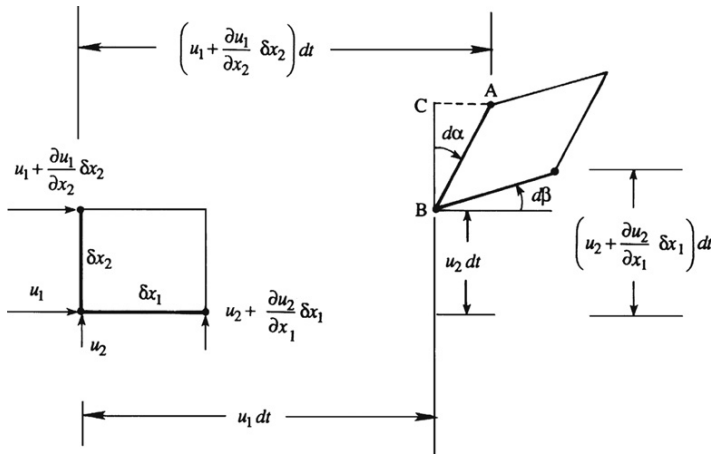 (u₁ + ∂u₁/∂x₂ δx₂) dt
A
C
dα
u₁ + ∂u₁/∂x₂ δx₂
B
dβ
(u₂ + ∂u₂/∂x₁ δx₁) dt
δx₂
u₂ dt
u₁
δx₁
u₂ + ∂u₂/∂x₁ δx₁
u₂
u₁ dt